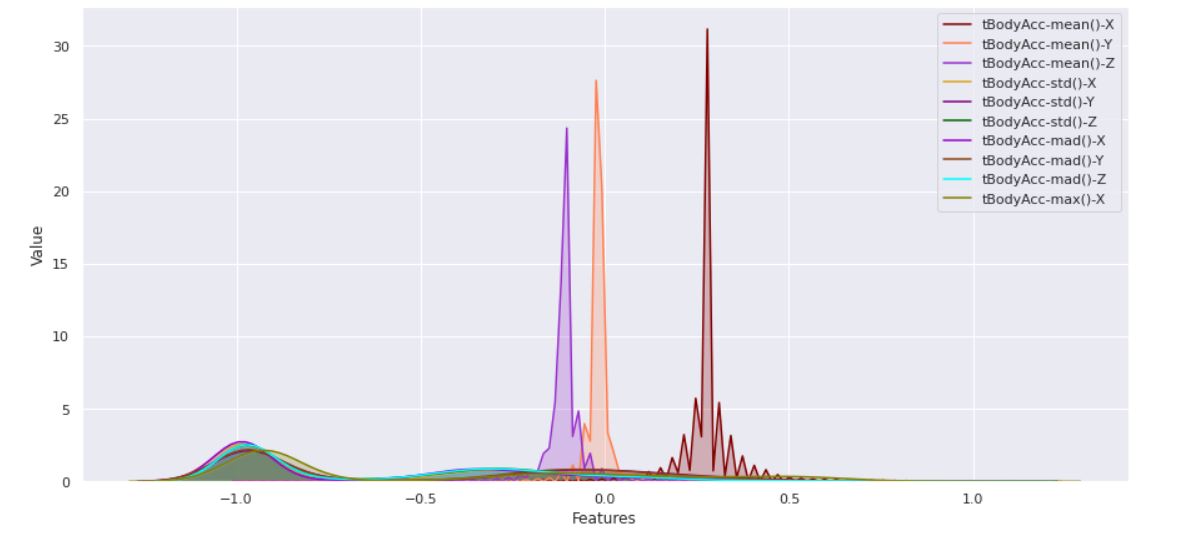 30
25
20
15
10
5
0
Value
−1.0
−0.5
0.0
0.5
1.0
Features
tBodyAcc-mean()-X
tBodyAcc-mean()-Y
tBodyAcc-mean()-Z
tBodyAcc-std()-X
tBodyAcc-std()-Y
tBodyAcc-std()-Z
tBodyAcc-mad()-X
tBodyAcc-mad()-Y
tBodyAcc-mad()-Z
tBodyAcc-max()-X